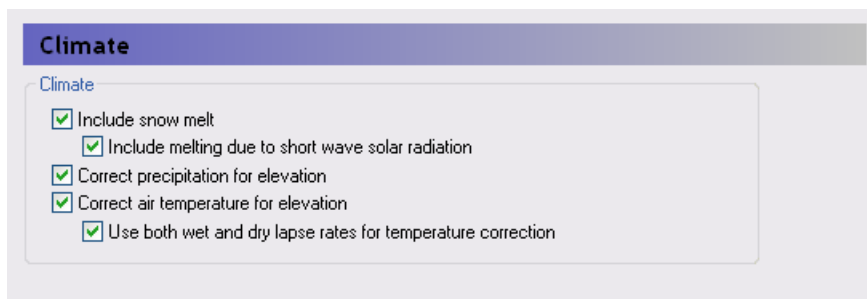 Climate
Climate
Include snow melt
Include melting due to short wave solar radiation
Correct precipitation for elevation
Correct air temperature for elevation
Use both wet and dry lapse rates for temperature correction